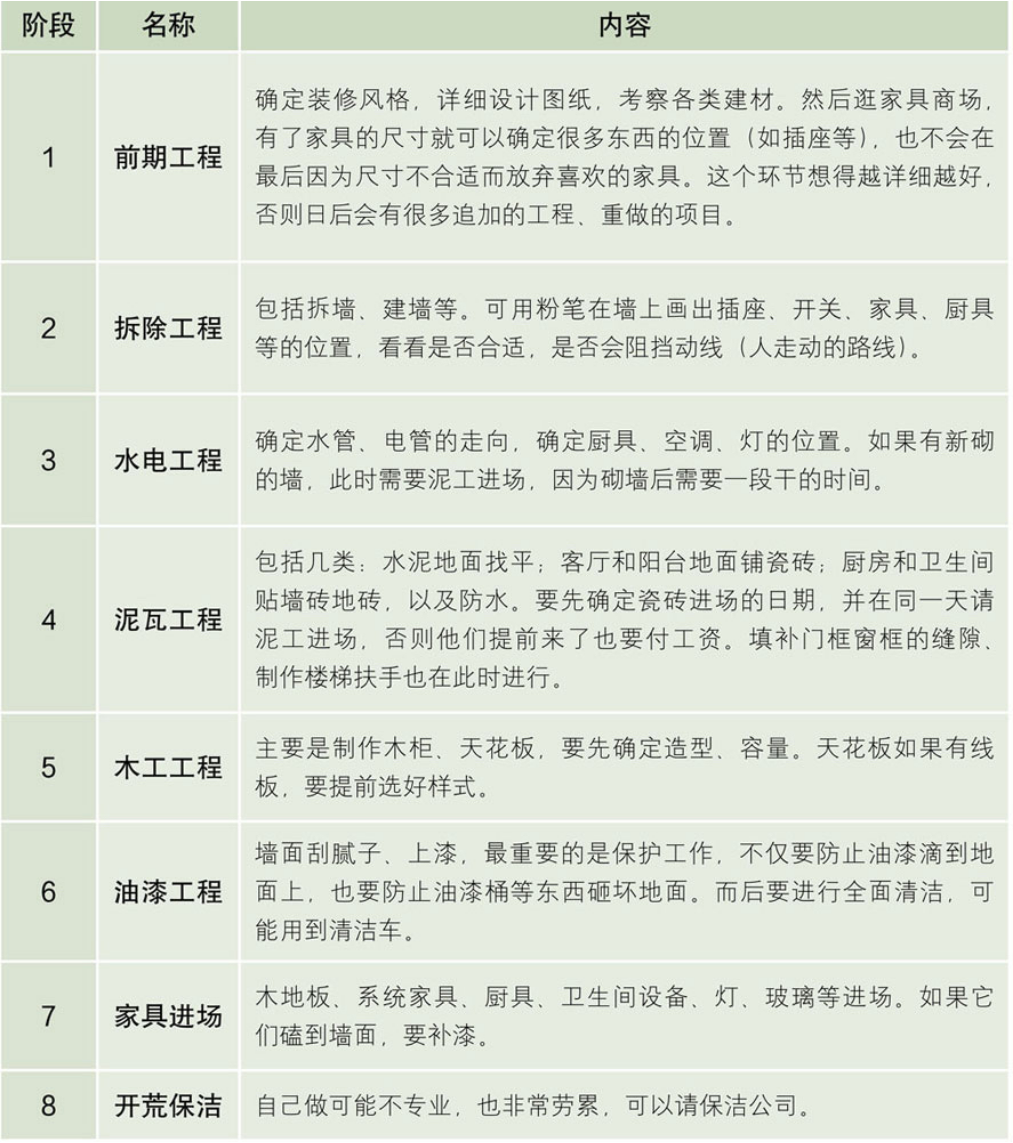 阶段 名称 内容
1 前期工程
确定装修风格，详细设计图纸，考察各类建材。然后逛家具商场，
有了家具的尺寸就可以确定很多东西的位置（如插座等），也不会在
最后因为尺寸不合适而放弃喜欢的家具。这个环节想得越详细越好，
否则日后会有很多追加的工程、重做的项目。
2 拆除工程
包括拆墙、建墙等。可用粉笔在墙上画出插座、开关、家具、厨具
等的位置，看看是否合适，是否会阻挡动线（人走动的路线）。
3 水电工程
确定水管、电管的走向，确定厨具、空调、灯的位置。如果有新砌
的墙，此时需要泥工进场，因为砌墙后需要一段干的时间。
4 泥瓦工程
包括几类：水泥地面找平；客厅和阳台地面铺瓷砖；厨房和卫生间
贴墙砖地砖，以及防水。要先确定瓷砖进场的日期，并在同一天请
泥工进场，否则他们提前来了也要付工资。填补门框窗框的缝隙、
制作楼梯扶手也在此时进行。
5 木工工程
主要是制作木柜、天花板，要先确定造型、容量。天花板如果有线
板，要提前选好样式。
6 油漆工程
墙面刮腻子、上漆，最重要的是保护工作，不仅要防止油漆滴到地
面上，也要防止油漆桶等东西砸坏地面。而后要进行全面清洁，可
能用到清洁车。
7 家具进场
木地板、系统家具、厨具、卫生间设备、灯、玻璃等进场。如果它
们磕到墙面，要补漆。
8 开荒保洁
自己做可能不专业，也非常劳累，可以请保洁公司。